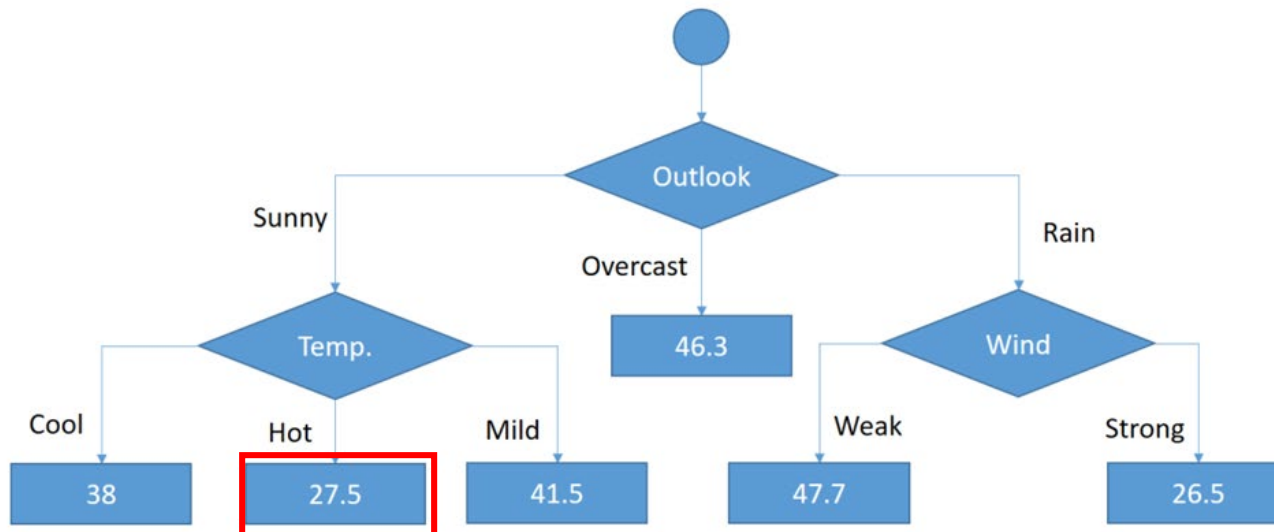 Outlook
Sunny
Rain
Overcast
Temp.
46.3
Wind
Cool
Hot
Mild
Weak
Strong
38
27.5
41.5
47.7
26.5